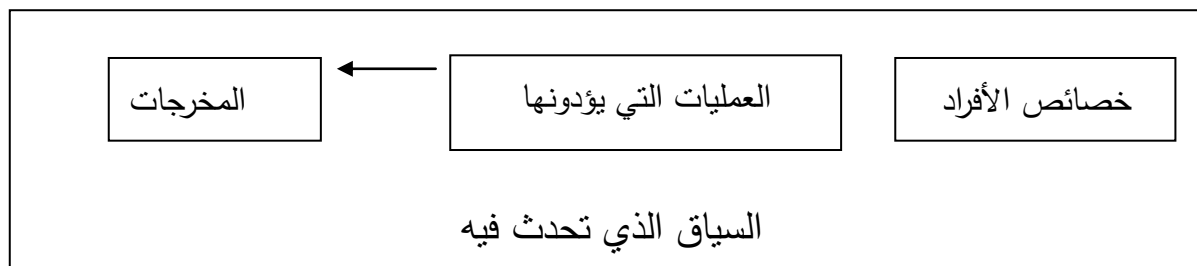 خصائص الأفراد
العمليات التي يؤدونها
المخرجات
السياق الذي تحدث فيه